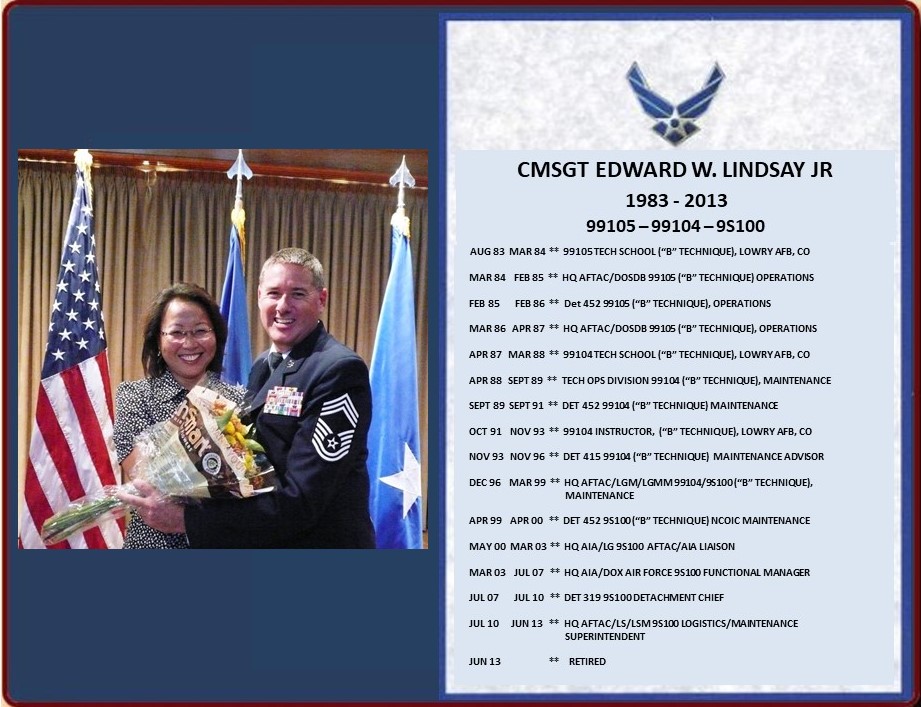 CMSGT EDWARD W. LINDSAY JR
1983 - 2013
99105 – 99104 – 9S100
AUG 83 MAR 84 ** 99105 TECH SCHOOL (“B” TECHNIQUE), LOWRY AFB, CO
MAR 84 FEB 85 ** HQ AFTAC/DOSDB 99105 (“B” TECHNIQUE) OPERATIONS
FEB 85 FEB 86 ** Det 452 99105 (“B” TECHNIQUE), OPERATIONS
MAR 86 APR 87 ** HQ AFTAC/DOSDB 99105 (“B” TECHNIQUE), OPERATIONS
APR 87 MAR 88 ** 99104 TECH SCHOOL (“B” TECHNIQUE), LOWRY AFB, CO
APR 88 SEPT 89 ** TECH OPS DIVISION 99104 (“B” TECHNIQUE), MAINTENANCE
SEPT 89 SEPT 91 ** DET 452 99104 (“B” TECHNIQUE) MAINTENANCE
OCT 91 NOV 93 ** 99104 INSTRUCTOR, (“B” TECHNIQUE), LOWRY AFB, CO
NOV 93 NOV 96 ** DET 415 99104 (“B” TECHNIQUE) MAINTENANCE ADVISOR
DEC 96 MAR 99 ** HQ AFTAC/LGM/LGMM 99104/9S100 (“B” TECHNIQUE),
MAINTENANCE
APR 99 APR 00 ** DET 452 9S100 (“B” TECHNIQUE) NCOIC MAINTENANCE
MAY 00 MAR 03 ** HQ AIA/LG 9S100 AFTAC/AIA LIAISON
MAR 03 JUL 07 ** HQ AIA/DOX AIR FORCE 9S100 FUNCTIONAL MANAGER
JUL 07 JUL 10 ** DET 319 9S100 DETACHMENT CHIEF
JUL 10 JUN 13 ** HQ AFTAC/LS/LSM 9S100 LOGISTICS/MAINTENANCE
SUPERINTENDENT
JUN 13 ** RETIRED